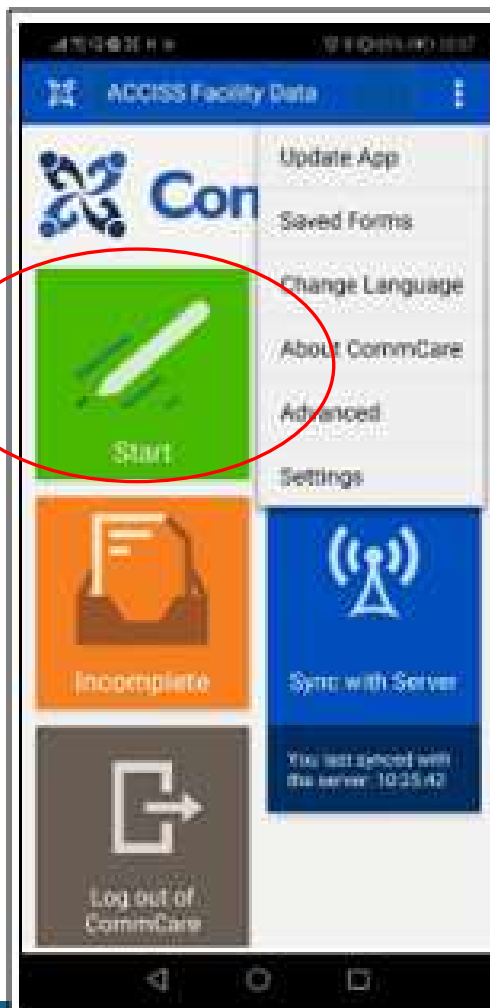 ACCISS Facility Data
Com
Update App
Saved Forms
Change Language
About CommCare
Advanced
Settings
Start
Incomplete
Sync with Server
You last synced with
the server: 10:25:42
Log out of
CommCare